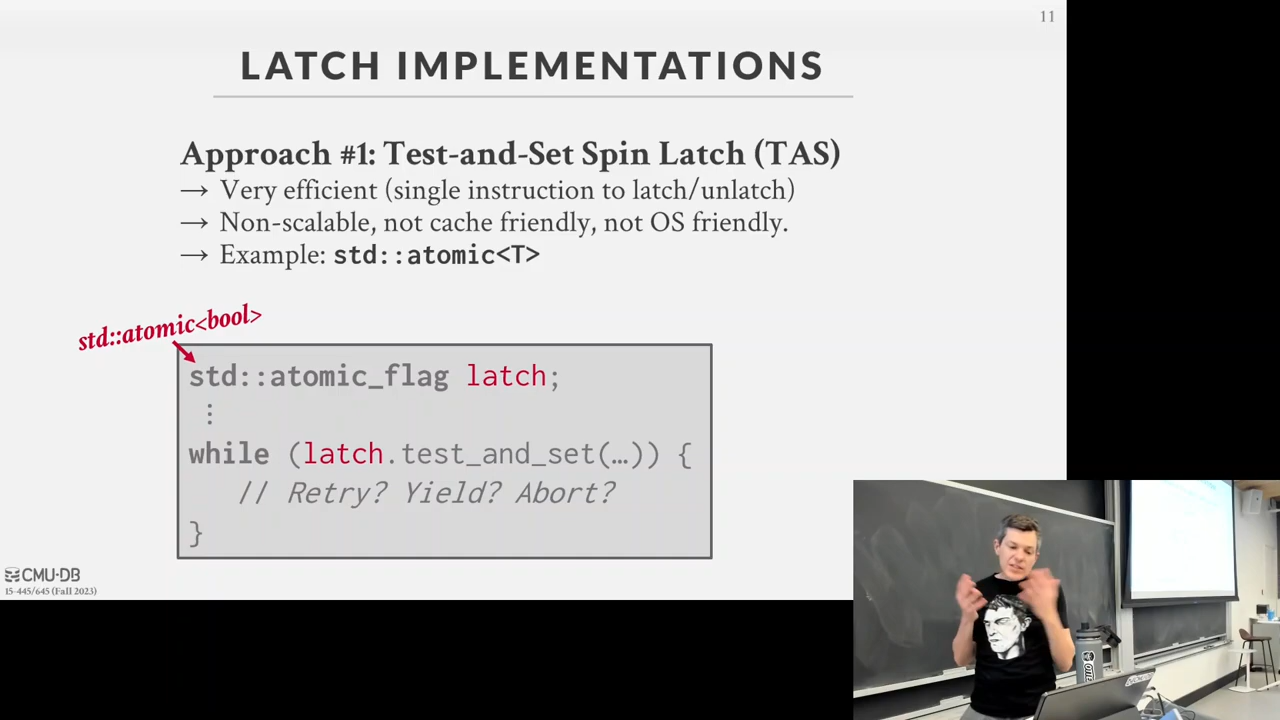 11
LATCH IMPLEMENTATIONS
Approach #1: Test-and-Set Spin Latch (TAS)
→ Very efficient (single instruction to latch/unlatch)
→ Non-scalable, not cache friendly, not OS friendly.
→ Example: std::atomic<T>
std::atomic<bool>
std::atomic_flag latch;
⋮
while (latch.test_and_set(…)) {
// Retry? Yield? Abort?
}
CMU·DB
15-445/645 (Fall 2023)